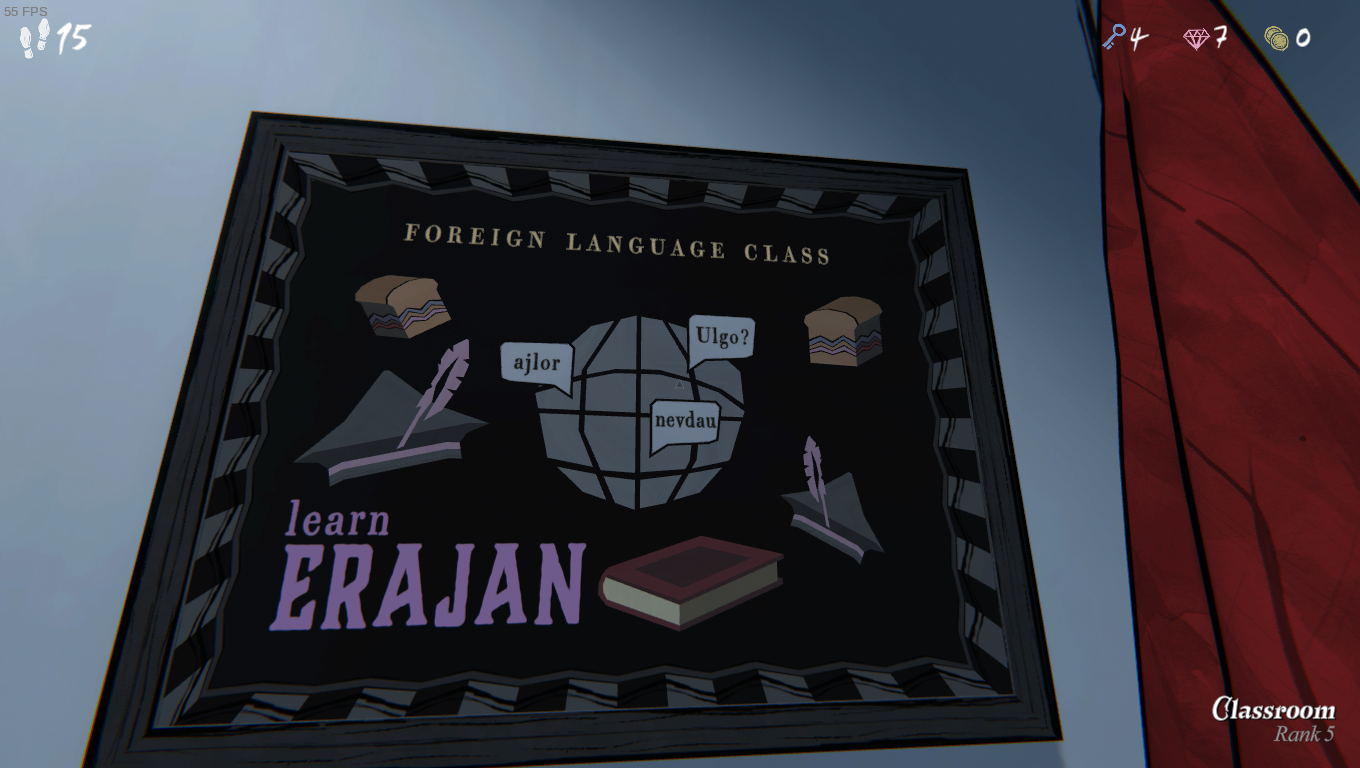 55 FPS
15
4
7
0
FOREIGN LANGUAGE CLASS
Ulgo?
ajlor
nevdau
learn
ERAJAN
Classroom
Rank 5